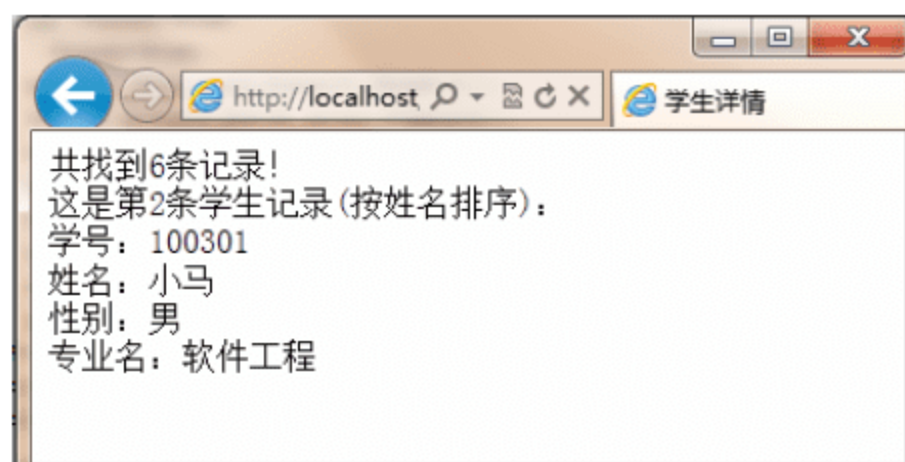 http://localhost
学生详情
共找到6条记录!
这是第2条学生记录(按姓名排序):
学号: 100301
姓名: 小马
性别: 男
专业名: 软件工程